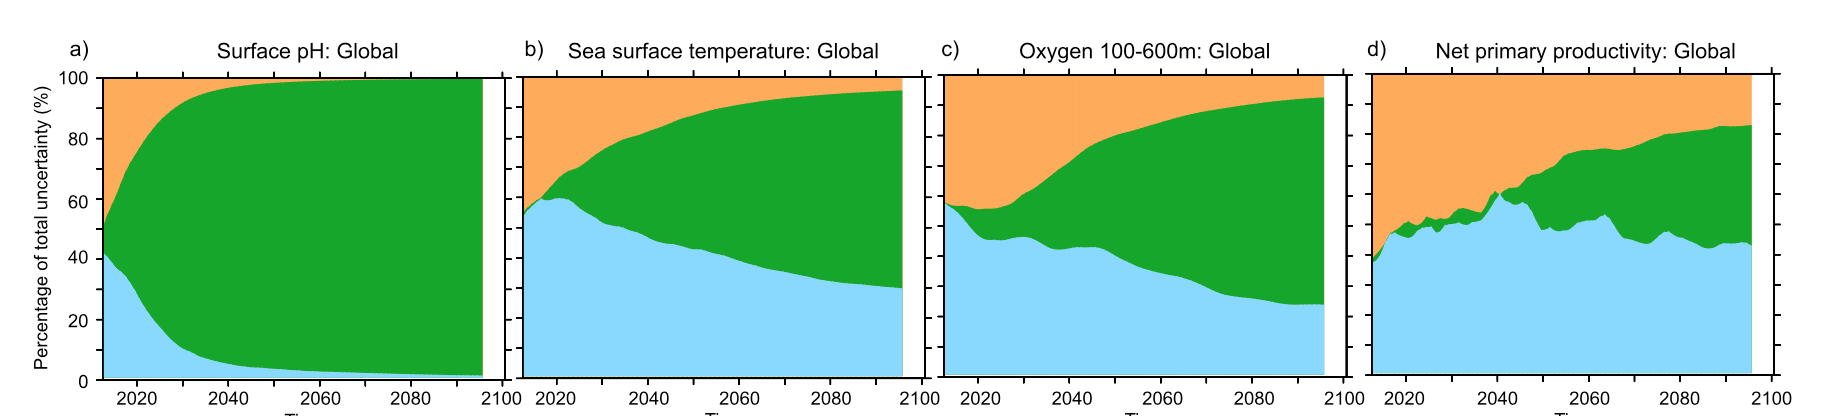 a) Surface pH: Global
b) Sea surface temperature: Global
c) Oxygen 100-600m: Global
d) Net primary productivity: Global
Percentage of total uncertainty (%)
100
80
60
40
20
0
2020 2040 2060 2080 2100
2020 2040 2060 2080 2100
2020 2040 2060 2080 2100
2020 2040 2060 2080 2100